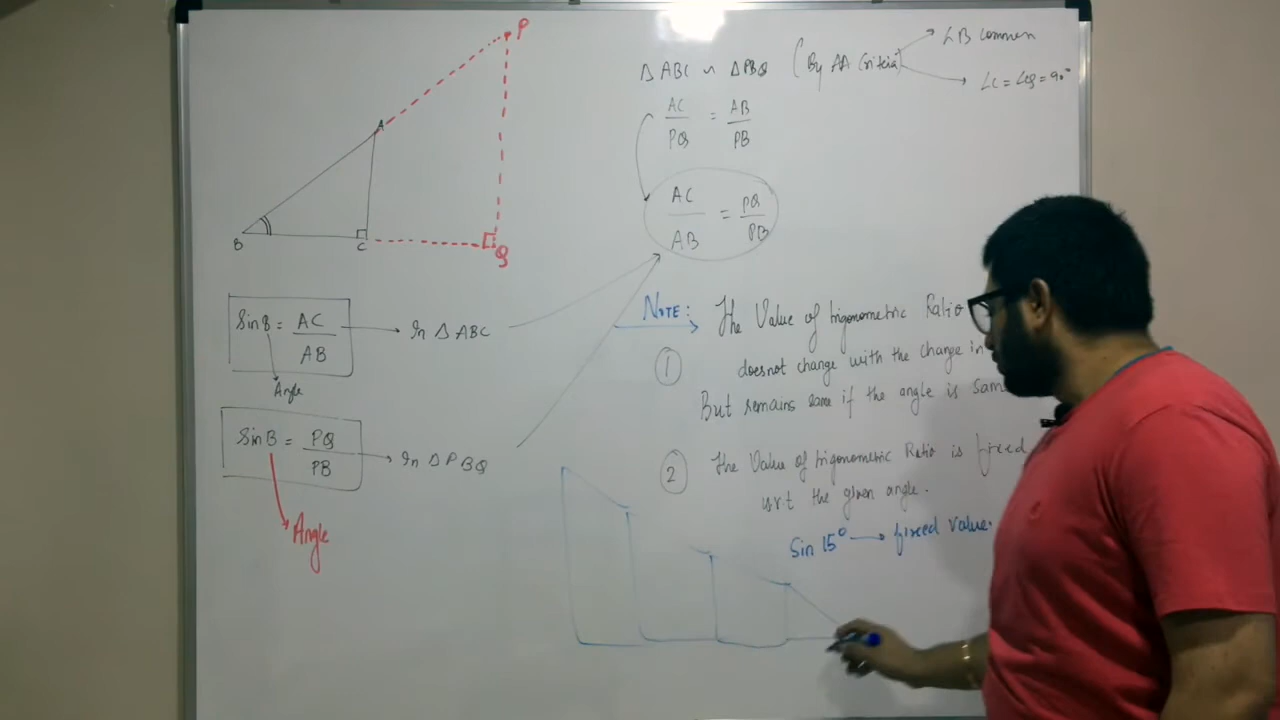 P
A
B
C
Q
Sin B = AC / AB
In Δ ABC
Angle
Sin B = PQ / PB
In Δ PBQ
Angle
Δ ABC ~ Δ PBQ (By AA Criteria)
∠B common
∠C = ∠Q = 90°
AC / PQ = AB / PB
AC / AB = PQ / PB
NOTE:
① The Value of trigonometric Ratio
doesnot change with the change in
But remains same if the angle is Sam
② The Value of trigonometric Ratio is fixed
wrt the given angle.
Sin 15° → fixed value.